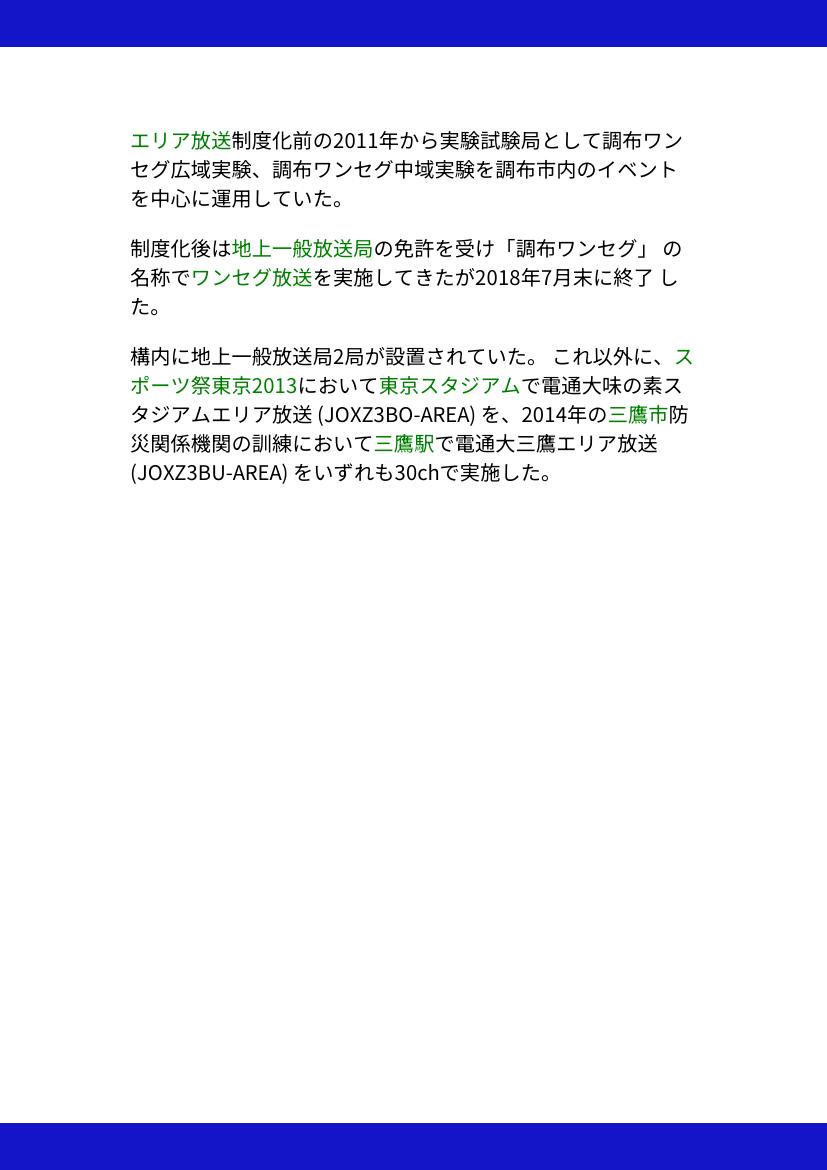 エリア放送制度化前の2011年から実験試験局として調布ワン
セグ広域実験、調布ワンセグ中域実験を調布市内のイベント
を中心に運用していた。
制度化後は地上一般放送局の免許を受け「調布ワンセグ」 の
名称でワンセグ放送を実施してきたが2018年7月末に終了 し
た。
構内に地上一般放送局2局が設置されていた。 これ以外に、ス
ポーツ祭東京2013において東京スタジアムで電通大味の素ス
タジアムエリア放送 (JOXZ3BO-AREA) を、2014年の三鷹市防
災関係機関の訓練において三鷹駅で電通大三鷹エリア放送
(JOXZ3BU-AREA) をいずれも30chで実施した。